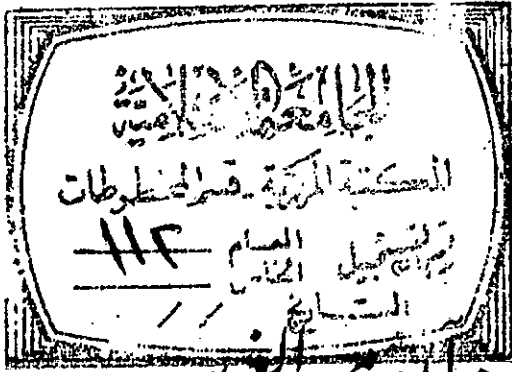 الجامعة الإسلامية
المكتبة المركزية - قسم المخطوطات
رقم التسجيل العام ١١٢
الخاص
التاريخ / /